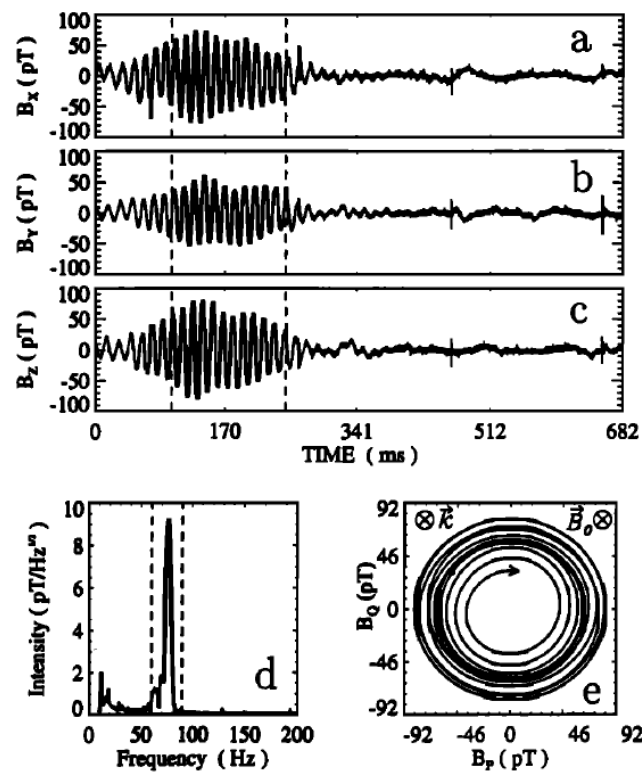 100
50
0
-50
-100
B_X (pT)
a
100
50
0
-50
-100
B_Y (pT)
b
100
50
0
-50
-100
B_Z (pT)
c
0 170 341 512 682
TIME ( ms )
10
8
6
4
2
0
Intensity ( pT/Hz^1/2 )
d
0 50 100 150 200
Frequency ( Hz )
92
46
0
-46
-92
B_Q (pT)
⊗ k⃗ B⃗_0 ⊗
e
-92 -46 0 46 92
B_P ( pT )